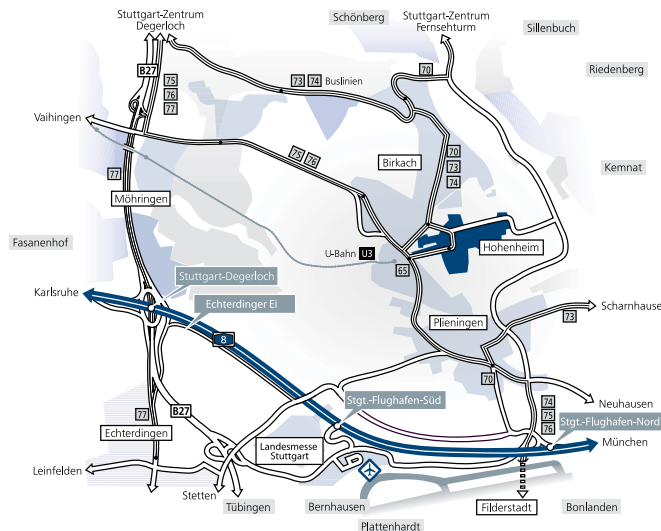 Stuttgart-Zentrum
Degerloch
Schönberg
Stuttgart-Zentrum
Fernsehturm
Sillenbuch
Riedenberg
B27
75
76
77
73
74
Buslinien
70
Vaihingen
75
76
Birkach
70
73
74
Kemnat
77
Möhringen
Fasanenhof
U-Bahn
U3
65
Hohenheim
Stuttgart-Degerloch
Karlsruhe
Echterdinger Ei
Plieningen
Scharnhause
73
8
70
Stgt.-Flughafen-Süd
74
75
76
Neuhausen
Stgt.-Flughafen-Nord
77
B27
Echterdingen
Landesmesse
Stuttgart
München
Leinfelden
Stetten
Tübingen
Bernhausen
Plattenhardt
Filderstadt
Bonlanden